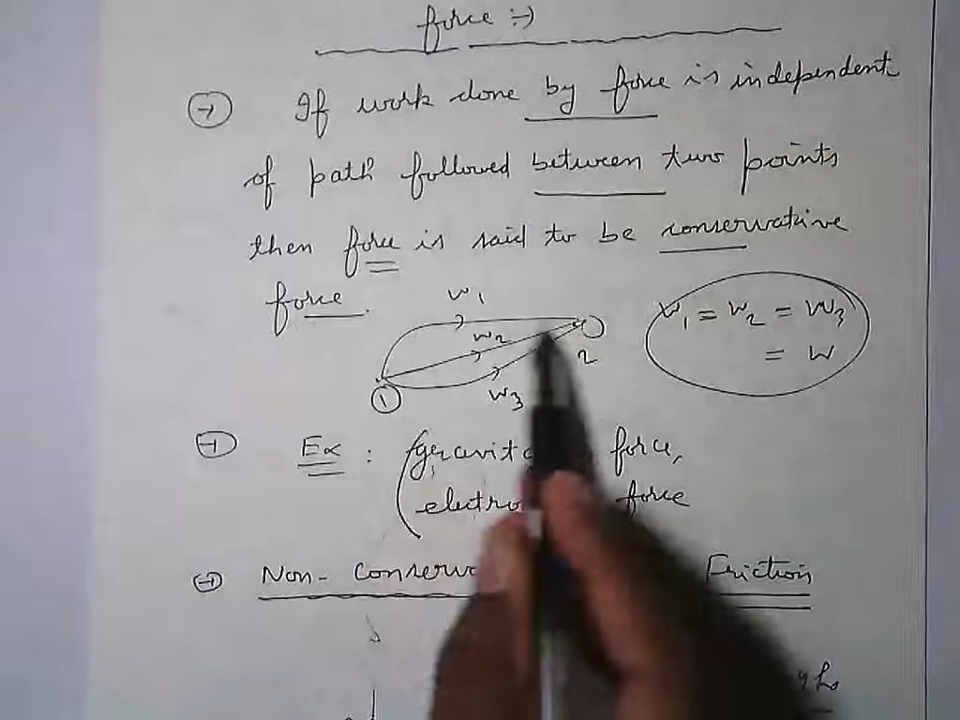 force :→
→ If work done by force is independent
of path followed between two points
then force is said to be conservative
force.
W₁
W₂
W₃
1
2
W₁ = W₂ = W₃
= W
→ Ex : force,
force
→ Non- Friction